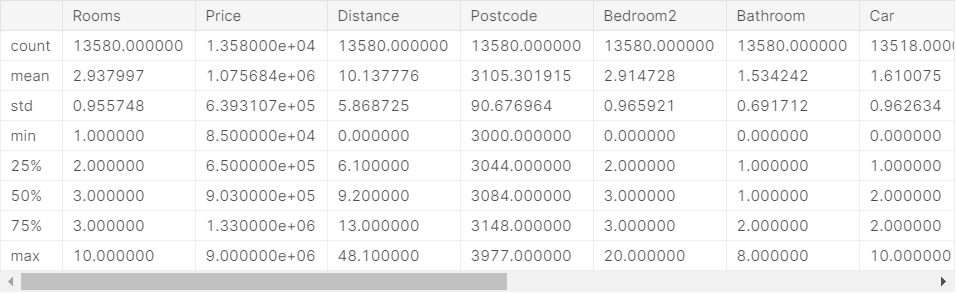 Rooms Price Distance Postcode Bedroom2 Bathroom Car
count 13580.000000 1.358000e+04 13580.000000 13580.000000 13580.000000 13580.000000 13518.000
mean 2.937997 1.075684e+06 10.137776 3105.301915 2.914728 1.534242 1.610075
std 0.955748 6.393107e+05 5.868725 90.676964 0.965921 0.691712 0.962634
min 1.000000 8.500000e+04 0.000000 3000.000000 0.000000 0.000000 0.000000
25% 2.000000 6.500000e+05 6.100000 3044.000000 2.000000 1.000000 1.000000
50% 3.000000 9.030000e+05 9.200000 3084.000000 3.000000 1.000000 2.000000
75% 3.000000 1.330000e+06 13.000000 3148.000000 3.000000 2.000000 2.000000
max 10.000000 9.000000e+06 48.100000 3977.000000 20.000000 8.000000 10.000000